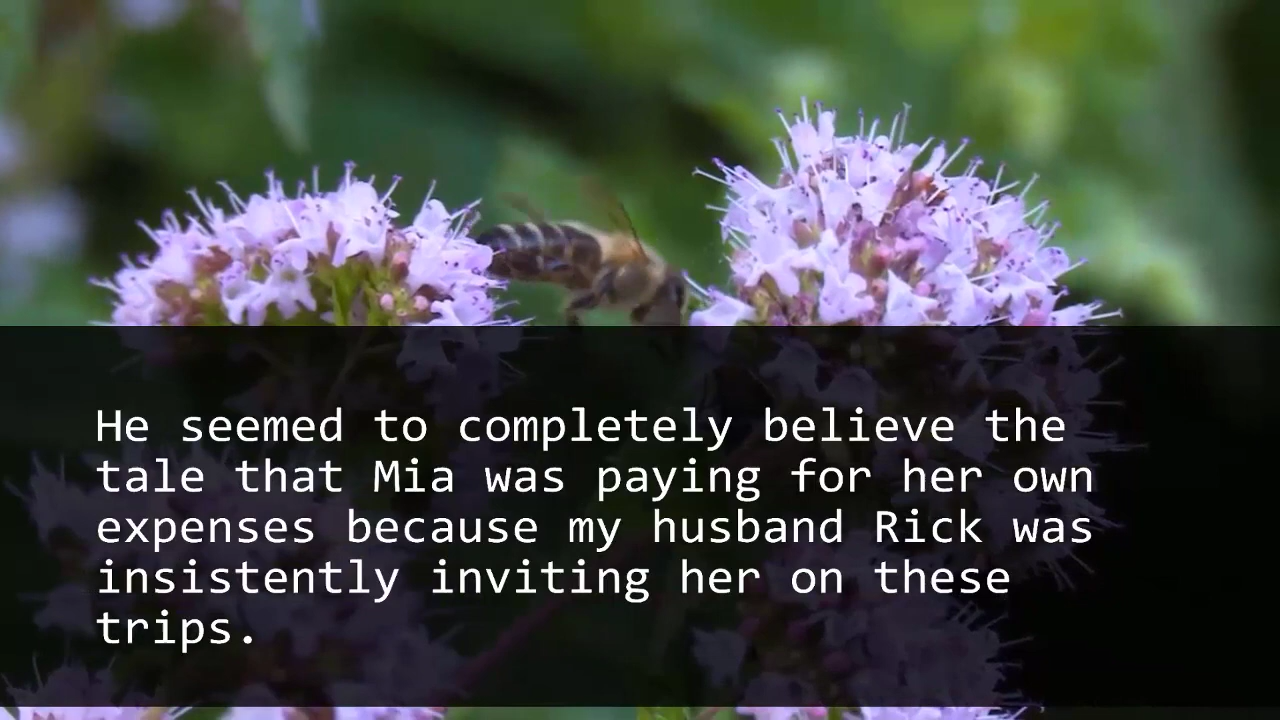 He seemed to completely believe the
tale that Mia was paying for her own
expenses because my husband Rick was
insistently inviting her on these
trips.